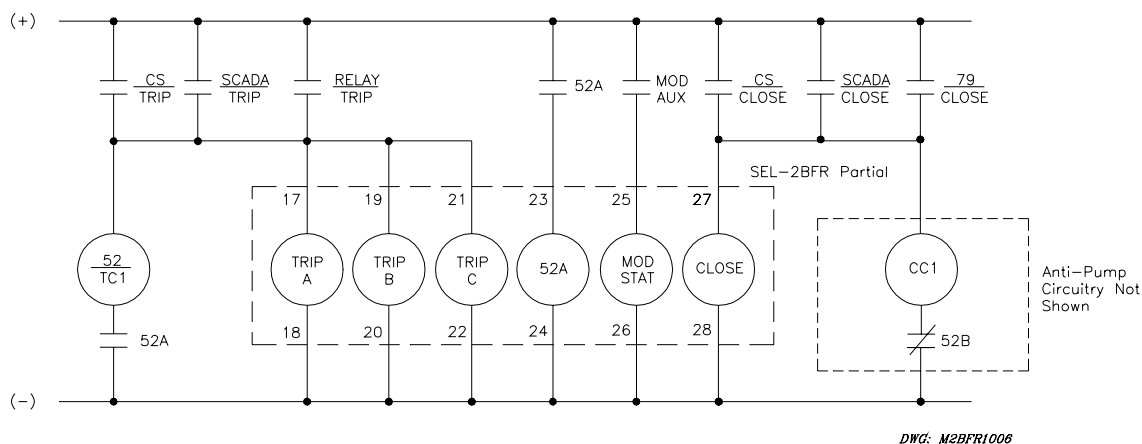 (+)
CS
TRIP
SCADA
TRIP
RELAY
TRIP
52A
MOD
AUX
CS
CLOSE
SCADA
CLOSE
79
CLOSE
SEL-2BFR Partial
17
19
21
23
25
27
52
TC1
TRIP
A
TRIP
B
TRIP
C
52A
MOD
STAT
CLOSE
CC1
Anti-Pump
Circuitry Not
Shown
52A
18
20
22
24
26
28
52B
(-)
DWG: M2BFR1006